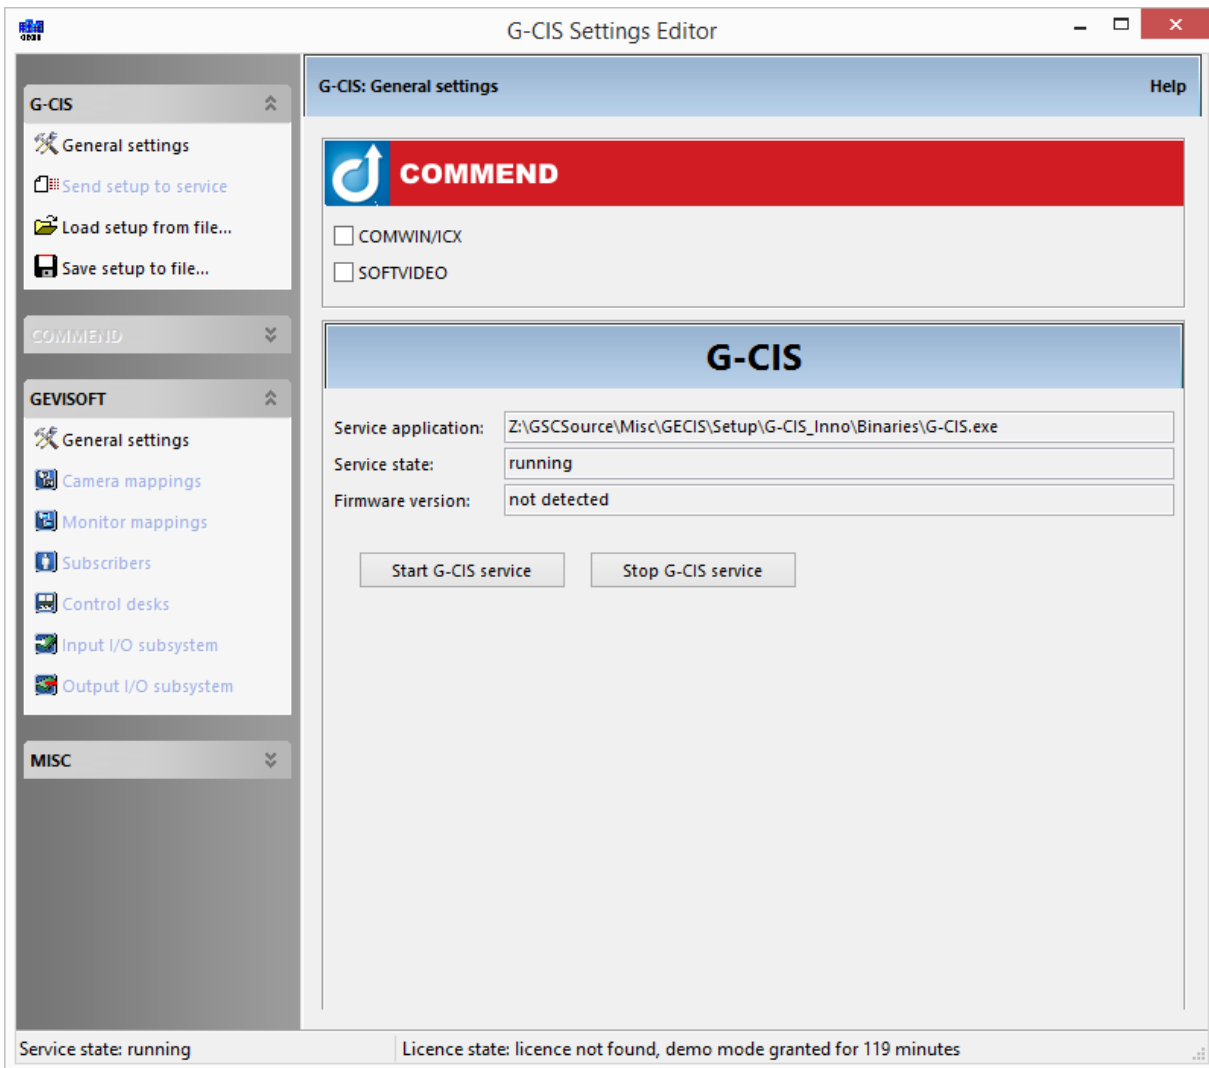 G-CIS Settings Editor
G-CIS
General settings
Send setup to service
Load setup from file...
Save setup to file...
COMMEND
GEVISOFT
General settings
Camera mappings
Monitor mappings
Subscribers
Control desks
Input I/O subsystem
Output I/O subsystem
MISC
G-CIS: General settings Help
COMMEND
COMWIN/ICX
SOFTVIDEO
G-CIS
Service application: Z:\GSCSource\Misc\GECIS\Setup\G-CIS_Inno\Binaries\G-CIS.exe
Service state: running
Firmware version: not detected
Start G-CIS service Stop G-CIS service
Service state: running Licence state: licence not found, demo mode granted for 119 minutes